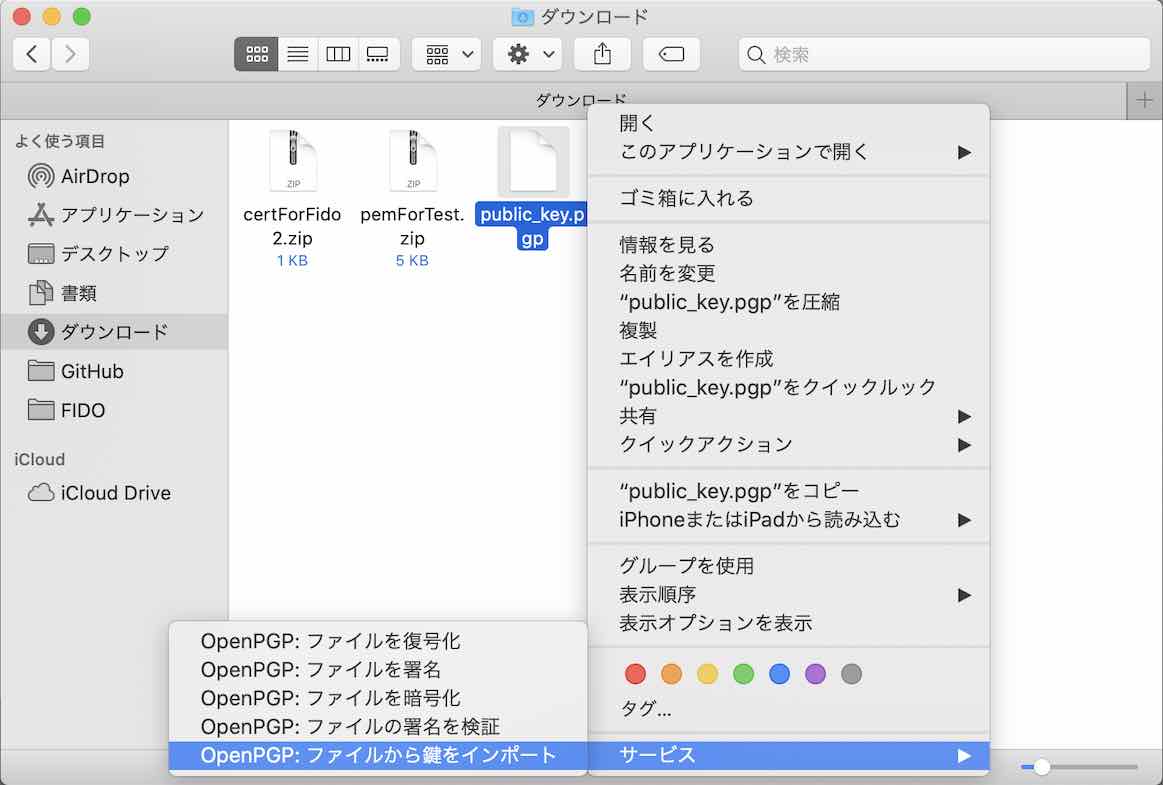 ダウンロード
検索
ダウンロード
よく使う項目
AirDrop
アプリケーション
デスクトップ
書類
ダウンロード
GitHub
FIDO
iCloud
iCloud Drive
ZIP
certForFido
2.zip
1 KB
ZIP
pemForTest.
zip
5 KB
public_key.p
gp
開く
このアプリケーションで開く
ゴミ箱に入れる
情報を見る
名前を変更
“public_key.pgp”を圧縮
複製
エイリアスを作成
“public_key.pgp”をクイックルック
共有
クイックアクション
“public_key.pgp”をコピー
iPhoneまたはiPadから読み込む
グループを使用
表示順序
表示オプションを表示
タグ...
サービス
OpenPGP: ファイルを復号化
OpenPGP: ファイルを署名
OpenPGP: ファイルを暗号化
OpenPGP: ファイルの署名を検証
OpenPGP: ファイルから鍵をインポート